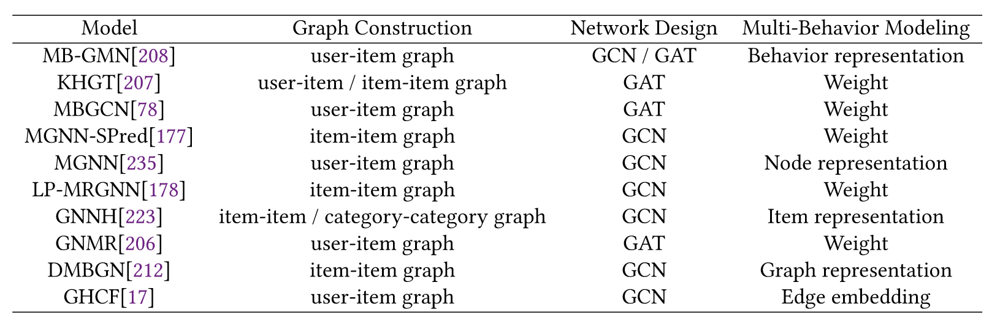 Model Graph Construction Network Design Multi-Behavior Modeling
MB-GMN[208] user-item graph GCN / GAT Behavior representation
KHGT[207] user-item / item-item graph GAT Weight
MBGCN[78] user-item graph GAT Weight
MGNN-SPred[177] item-item graph GCN Weight
MGNN[235] user-item graph GCN Node representation
LP-MRGNN[178] item-item graph GCN Weight
GNNH[223] item-item / category-category graph GCN Item representation
GNMR[206] user-item graph GAT Weight
DMBGN[212] item-item graph GCN Graph representation
GHCF[17] user-item graph GCN Edge embedding